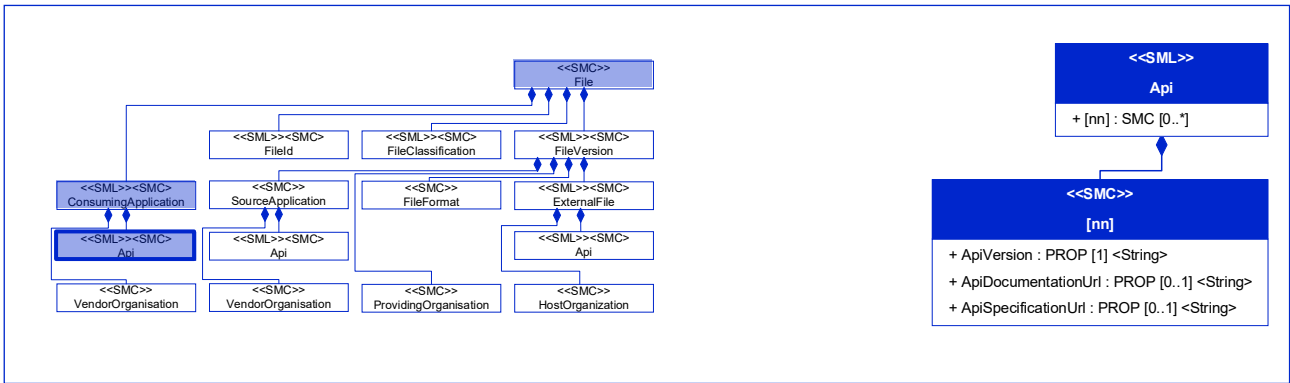 <<SMC>>
File
<<SML>><<SMC>
FileId
<<SML>><<SMC>
FileClassification
<<SML>><<SMC>
FileVersion
<<SML>><<SMC>
ConsumingApplication
<<SMC>>
SourceApplication
<<SMC>>
FileFormat
<<SML>><<SMC>
ExternalFile
<<SML>><<SMC>
Api
<<SML>><<SMC>
Api
<<SML>><<SMC>
Api
<<SMC>>
VendorOrganisation
<<SMC>>
VendorOrganisation
<<SMC>>
ProvidingOrganisation
<<SMC>>
HostOrganization
<<SML>>
Api
+ [nn] : SMC [0..*]
<<SMC>>
[nn]
+ ApiVersion : PROP [1] <String>
+ ApiDocumentationUrl : PROP [0..1] <String>
+ ApiSpecificationUrl : PROP [0..1] <String>